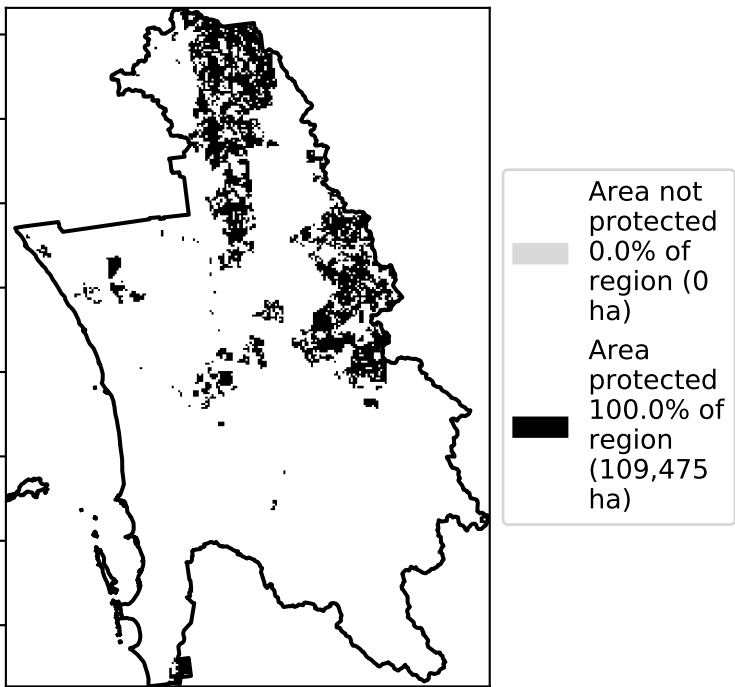 Area not
protected
0.0% of
region (0
ha)
Area
protected
100.0% of
region
(109,475
ha)